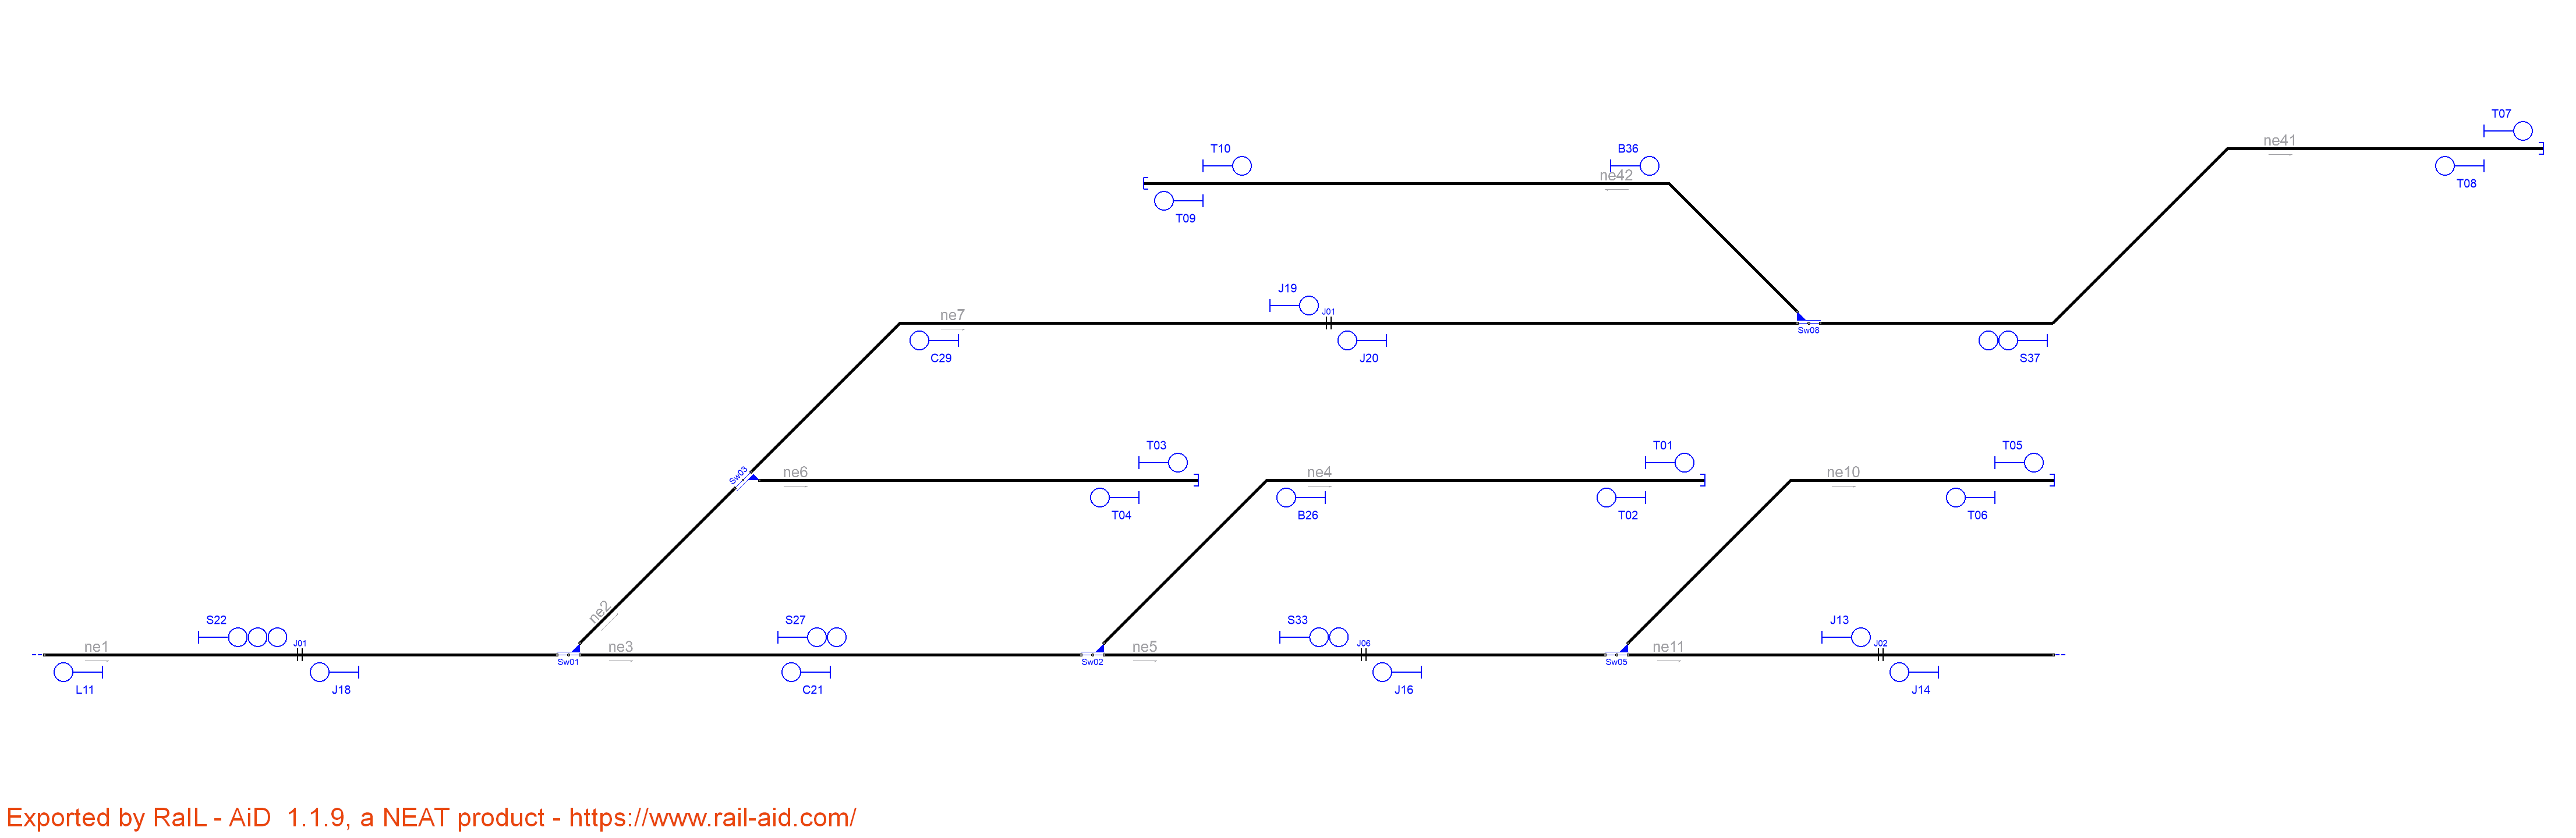 T07
ne41
T10
B36
ne42
T08
T09
J19
J01
ne7
Sw08
C29
J20
S37
T03
T01
T05
Sw03
ne6
ne4
ne10
T04
B26
T02
T06
ne2
S22
S27
S33
J13
ne1
J01
ne3
ne5
J06
ne11
J02
Sw01
Sw02
Sw05
L11
J18
C21
J16
J14
Exported by RaIL - AiD  1.1.9, a NEAT product - https://www.rail-aid.com/